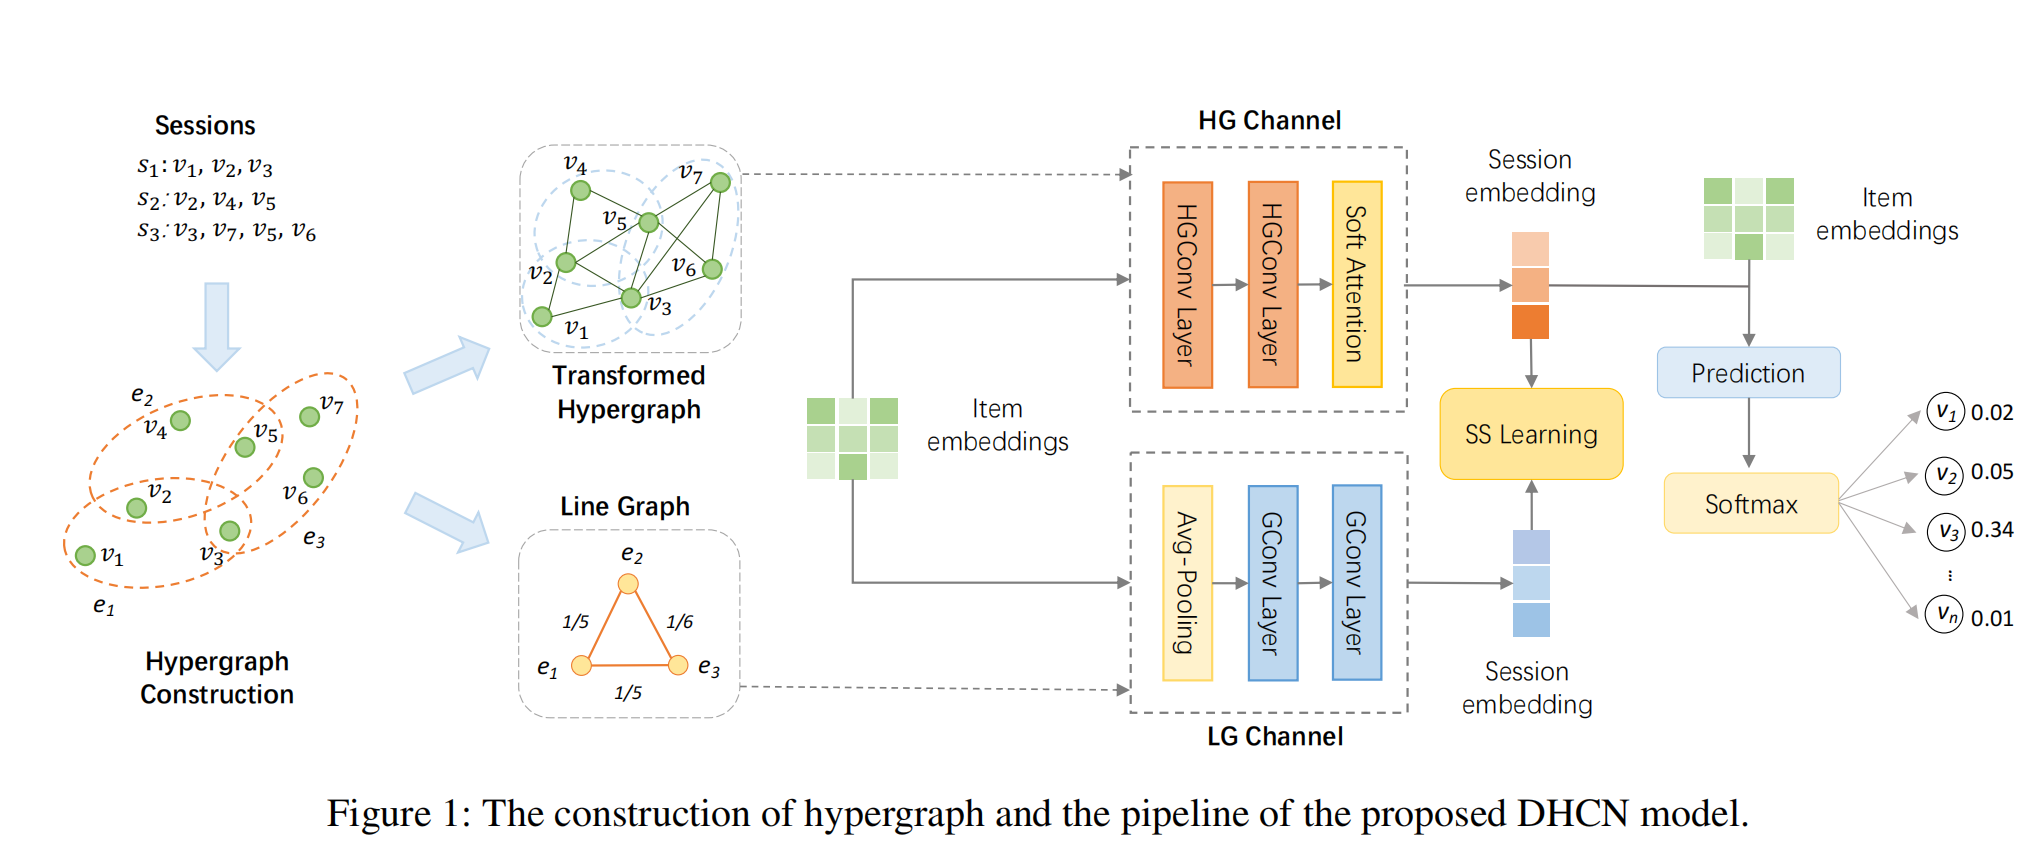 Sessions
s1: v1, v2, v3
s2: v2, v4, v5
s3: v3, v7, v5, v6
e2
v4
v5
v7
v2
v6
v1
v3
e3
e1
Hypergraph
Construction
v4
v7
v5
v2
v6
v3
v1
Transformed
Hypergraph
Line Graph
e2
1/5
1/6
e1
e3
1/5
Item
embeddings
HG Channel
HGConv Layer
HGConv Layer
Soft Attention
Avg-Pooling
GConv Layer
GConv Layer
LG Channel
Session
embedding
SS Learning
Session
embedding
Item
embeddings
Prediction
Softmax
v1 0.02
v2 0.05
v3 0.34
...
vn 0.01
Figure 1: The construction of hypergraph and the pipeline of the proposed DHCN model.